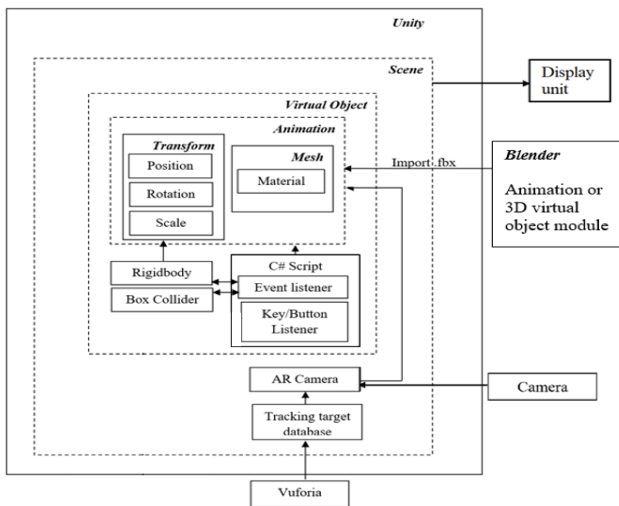 Unity
Scene
Display
unit
Virtual Object
Animation
Transform
Position
Rotation
Scale
Mesh
Material
Import .fbx
Blender
Animation or
3D virtual
object module
Rigidbody
Box Collider
C# Script
Event listener
Key/Button
Listener
AR Camera
Camera
Tracking target
database
Vuforia